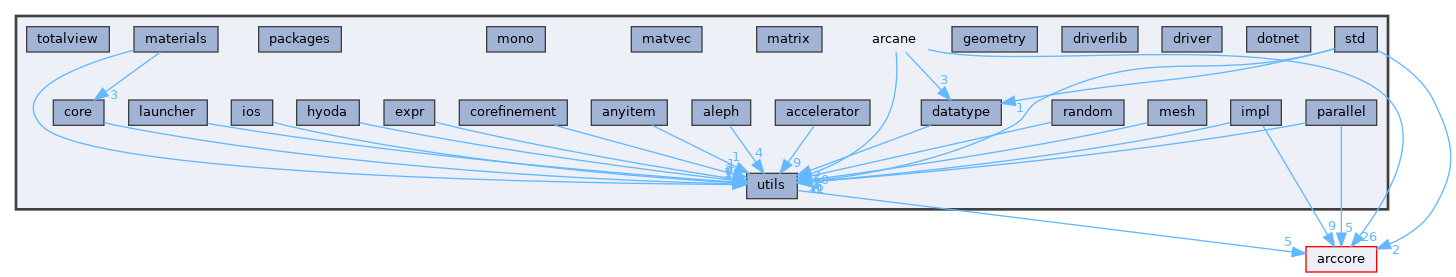 totalview
materials
packages
mono
matvec
matrix
arcane
geometry
driverlib
driver
dotnet
std
3
3
1
core
launcher
ios
hyoda
expr
corefinement
anyitem
aleph
accelerator
datatype
random
mesh
impl
parallel
1
4
9
utils
9
5
26
5
2
arccore